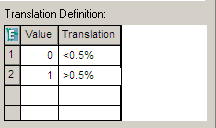 Translation Definition:
E Value Translation
1 0 <0.5%
2 1 >0.5%